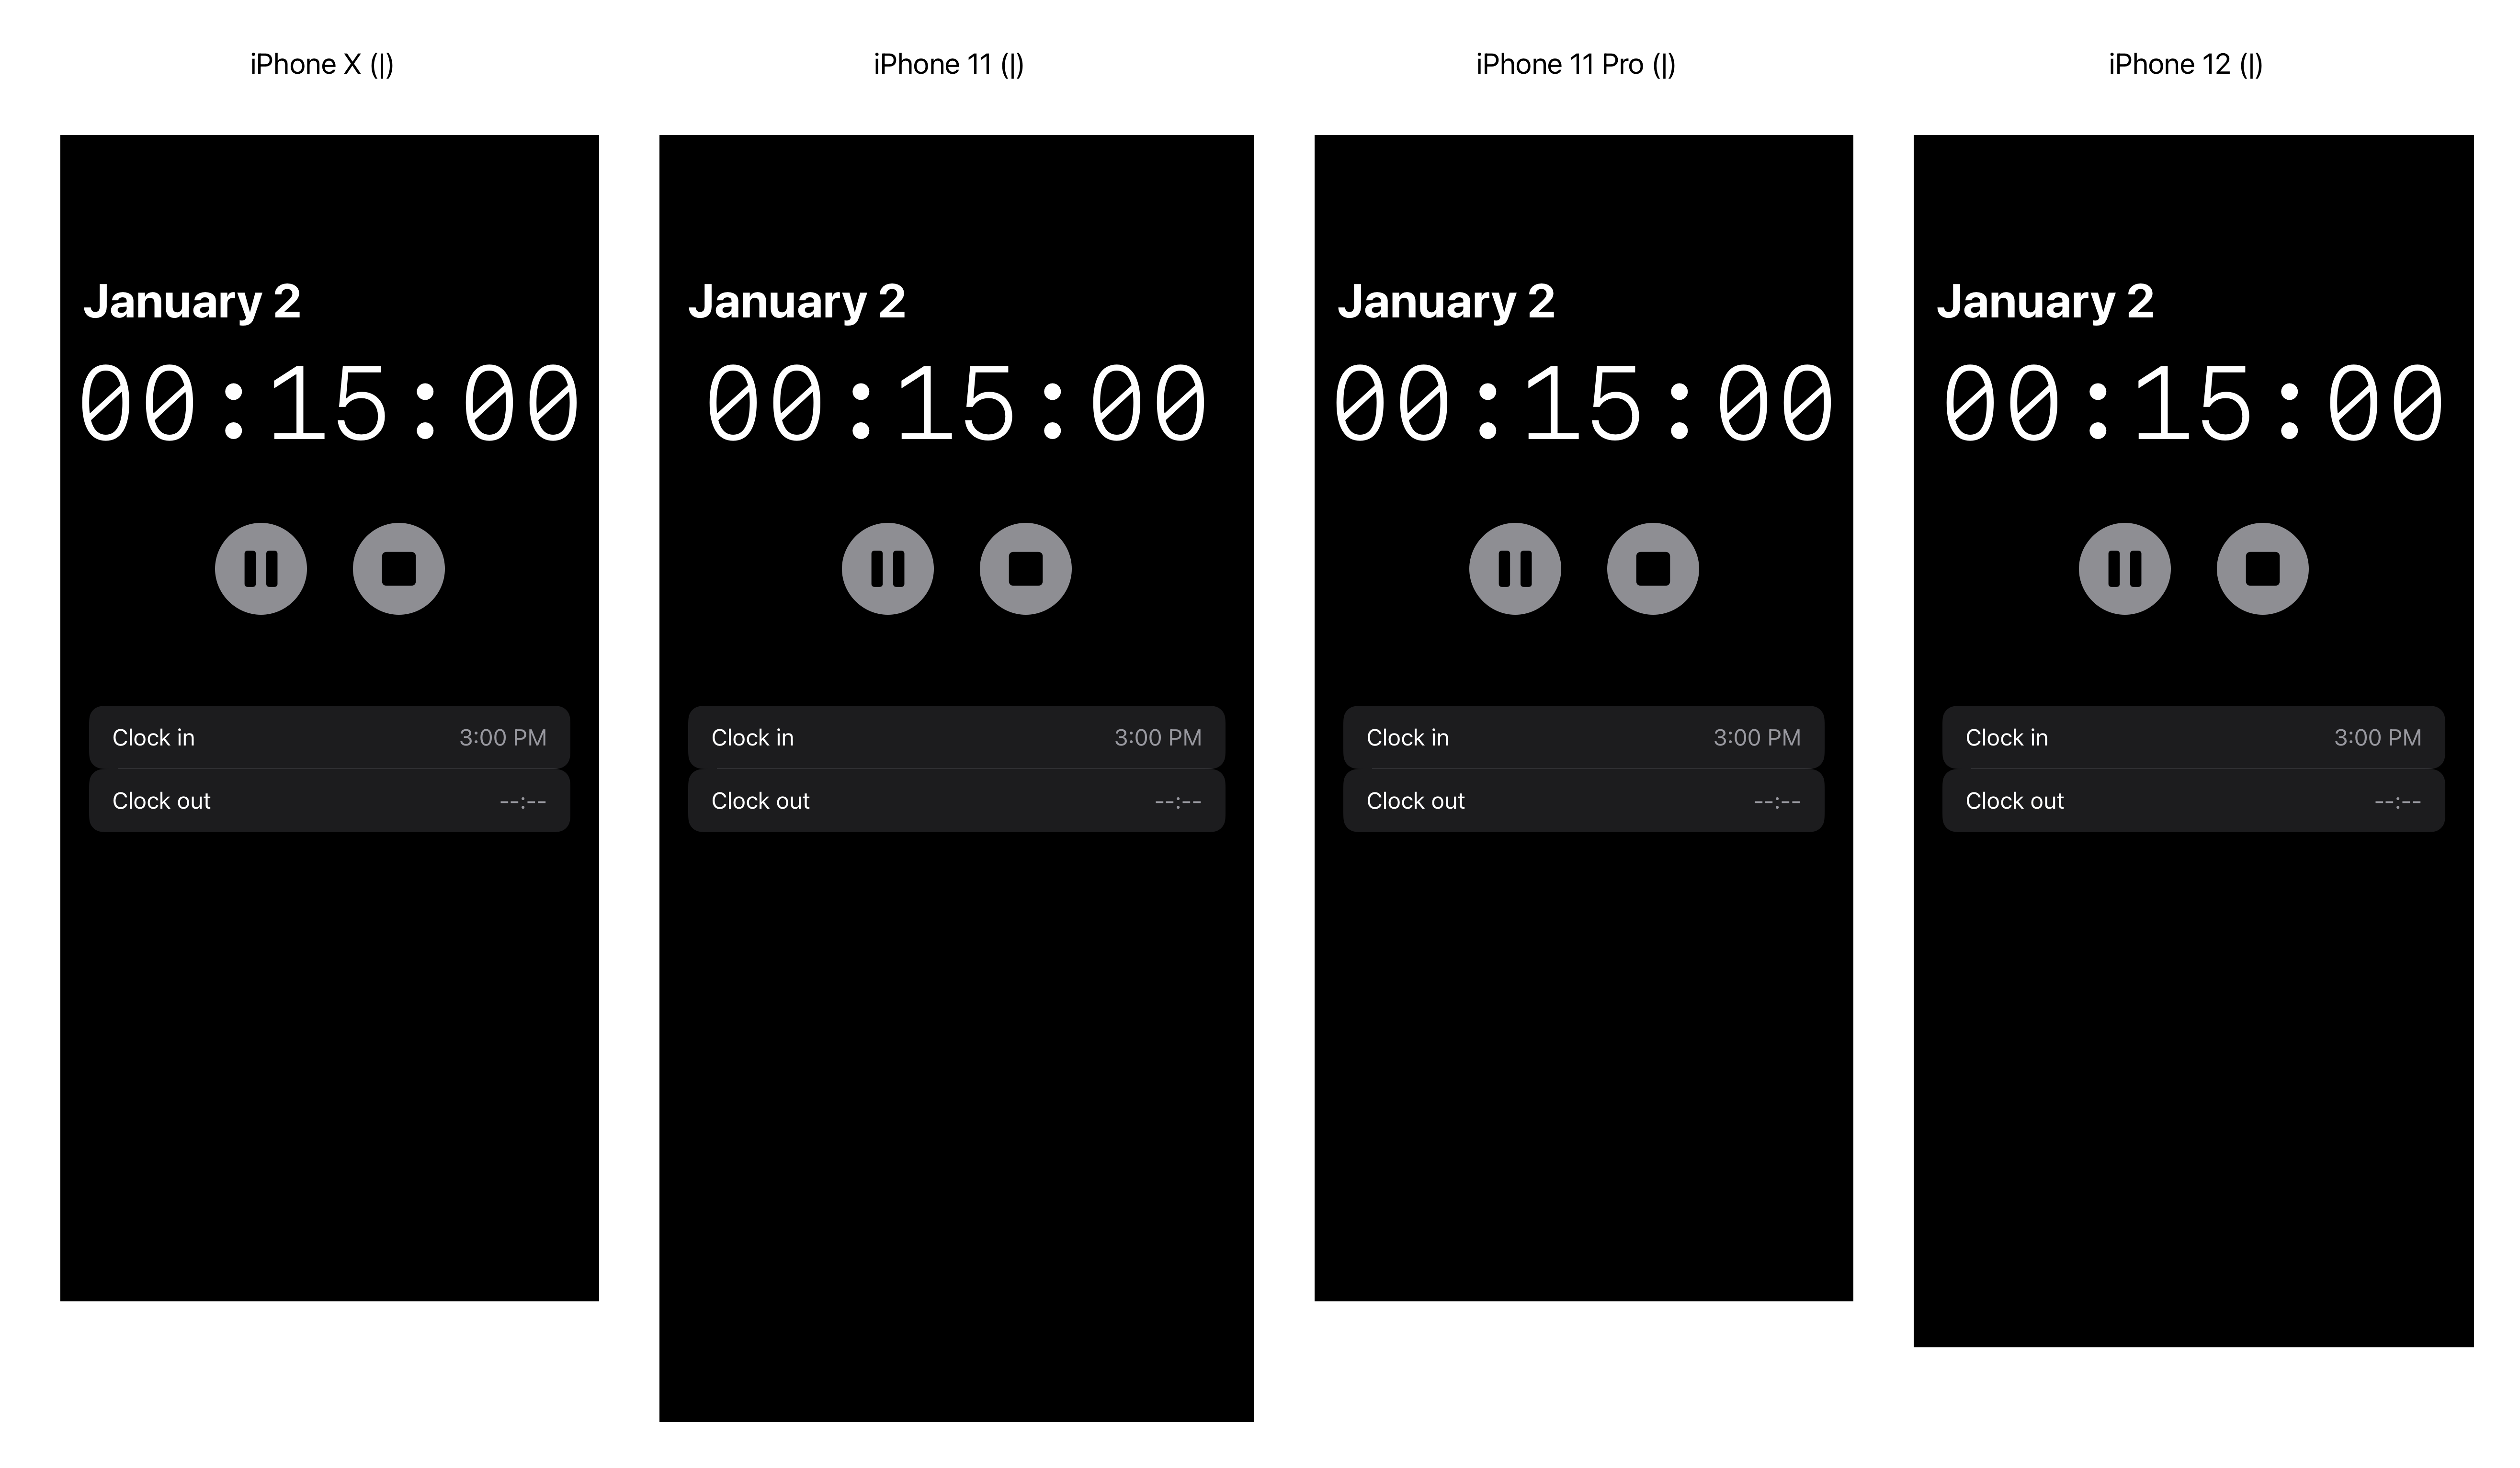 iPhone X (|)
January 2
00:15:00
Clock in 3:00 PM
Clock out --:--
iPhone 11 (|)
January 2
00:15:00
Clock in 3:00 PM
Clock out --:--
iPhone 11 Pro (|)
January 2
00:15:00
Clock in 3:00 PM
Clock out --:--
iPhone 12 (|)
January 2
00:15:00
Clock in 3:00 PM
Clock out --:--